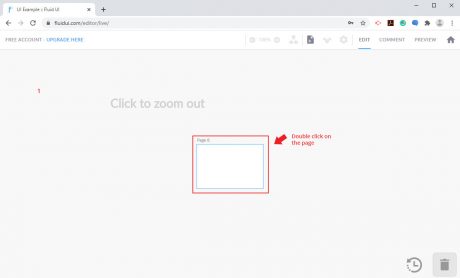 UI Example :: Fluid UI
fluidui.com/editor/live/
FREE ACCOUNT - UPGRADE HERE
100%
EDIT
COMMENT
PREVIEW
1
Click to zoom out
Page 0
Double click on
the page